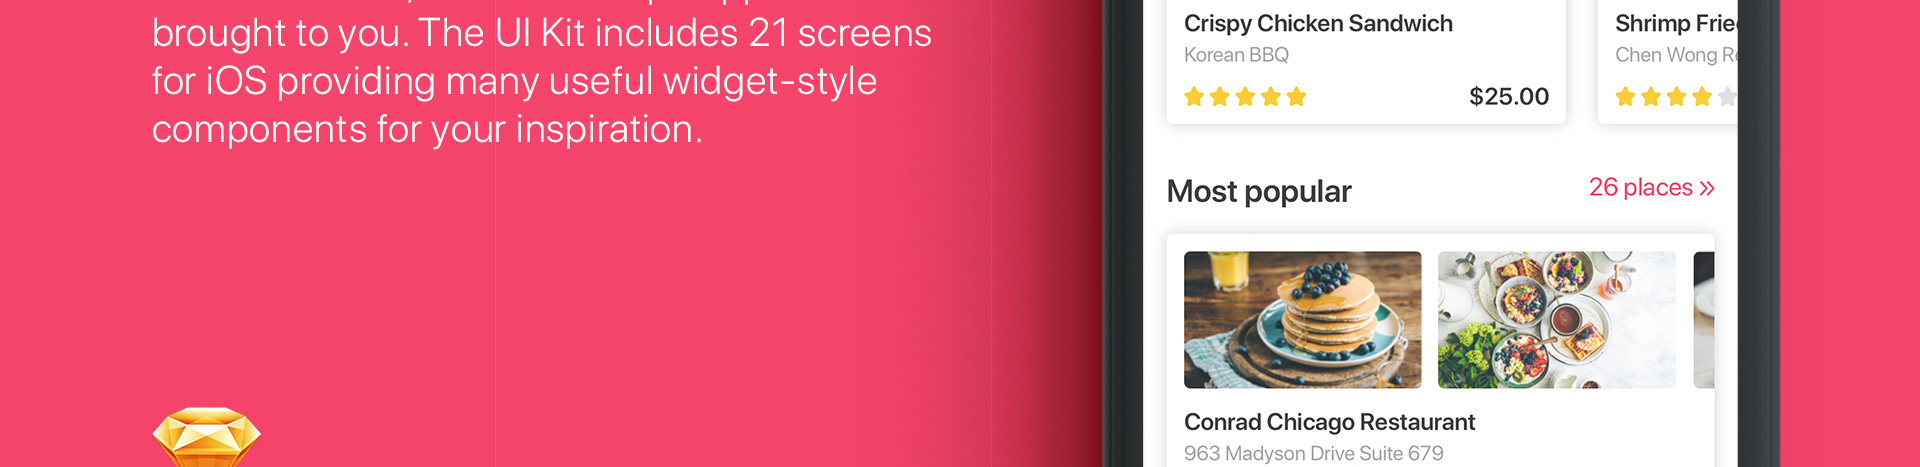 brought to you. The UI Kit includes 21 screens
for iOS providing many useful widget-style
components for your inspiration.
Crispy Chicken Sandwich
Korean BBQ
$25.00
Shrimp
Chen Wong
Most popular
26 places »
Conrad Chicago Restaurant
963 Madyson Drive Suite 679